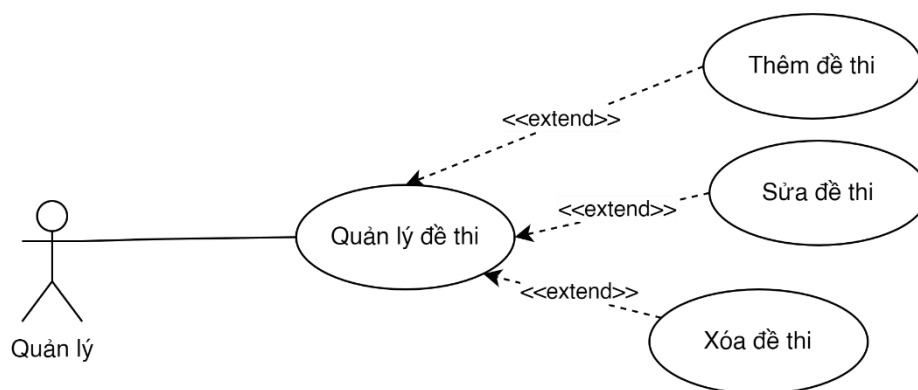 Thêm đề thi
<<extend>>
Sửa đề thi
<<extend>>
Quản lý đề thi
<<extend>>
Xóa đề thi
Quản lý